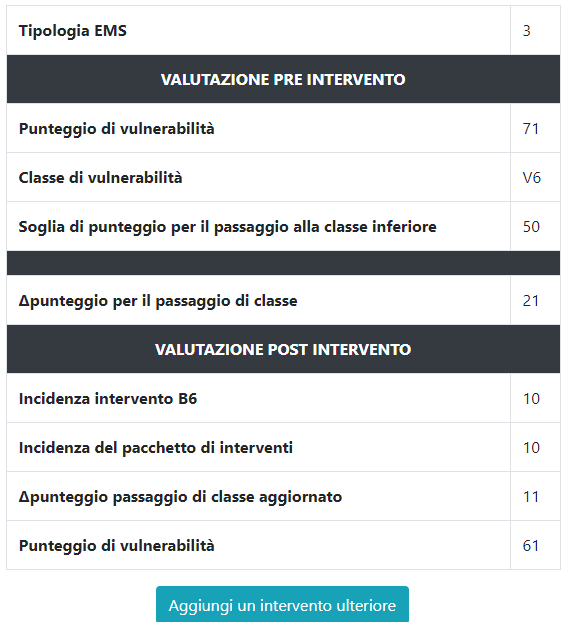 Tipologia EMS 3
VALUTAZIONE PRE INTERVENTO
Punteggio di vulnerabilità 71
Classe di vulnerabilità V6
Soglia di punteggio per il passaggio alla classe inferiore 50
Δpunteggio per il passaggio di classe 21
VALUTAZIONE POST INTERVENTO
Incidenza intervento B6 10
Incidenza del pacchetto di interventi 10
Δpunteggio passaggio di classe aggiornato 11
Punteggio di vulnerabilità 61
Aggiungi un intervento ulteriore